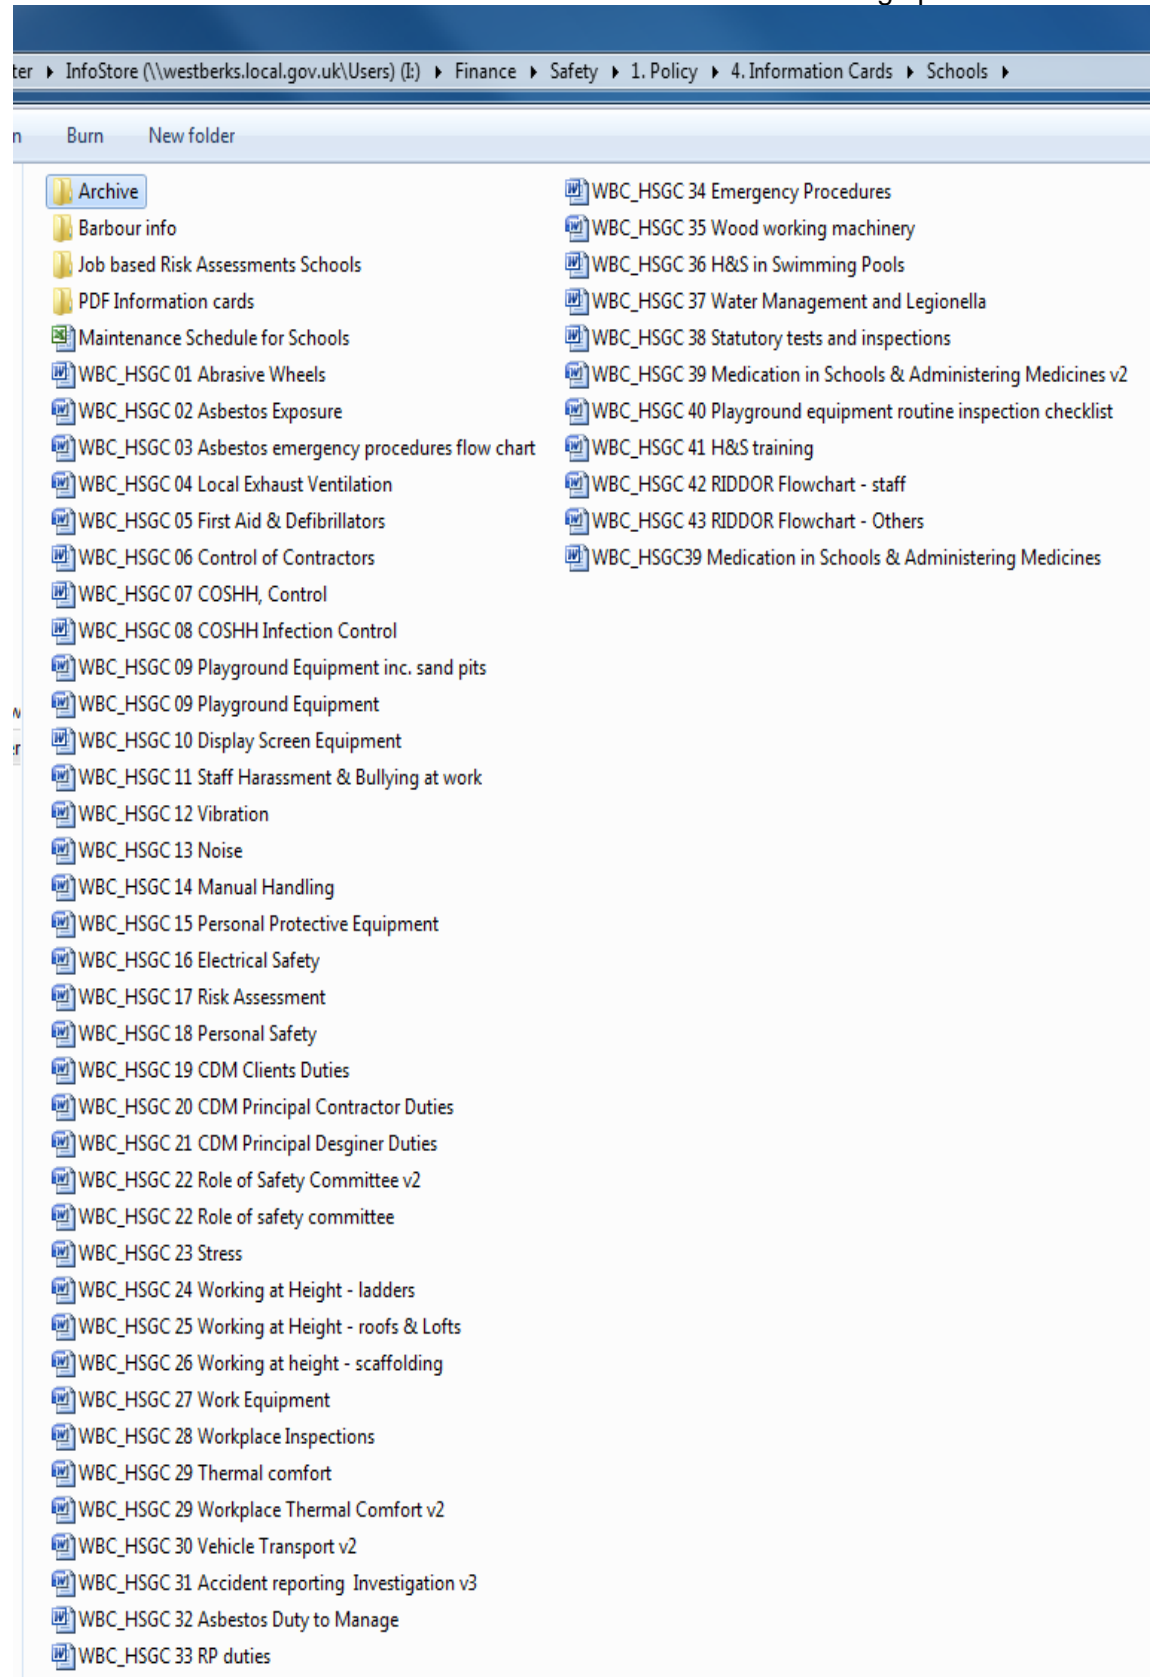 ter ▸ InfoStore (\\westberks.local.gov.uk\Users) (I:) ▸ Finance ▸ Safety ▸ 1. Policy ▸ 4. Information Cards ▸ Schools ▸
n Burn New folder
Archive
Barbour info
Job based Risk Assessments Schools
PDF Information cards
Maintenance Schedule for Schools
WBC_HSGC 01 Abrasive Wheels
WBC_HSGC 02 Asbestos Exposure
WBC_HSGC 03 Asbestos emergency procedures flow chart
WBC_HSGC 04 Local Exhaust Ventilation
WBC_HSGC 05 First Aid & Defibrillators
WBC_HSGC 06 Control of Contractors
WBC_HSGC 07 COSHH, Control
WBC_HSGC 08 COSHH Infection Control
WBC_HSGC 09 Playground Equipment inc. sand pits
WBC_HSGC 09 Playground Equipment
WBC_HSGC 10 Display Screen Equipment
WBC_HSGC 11 Staff Harassment & Bullying at work
WBC_HSGC 12 Vibration
WBC_HSGC 13 Noise
WBC_HSGC 14 Manual Handling
WBC_HSGC 15 Personal Protective Equipment
WBC_HSGC 16 Electrical Safety
WBC_HSGC 17 Risk Assessment
WBC_HSGC 18 Personal Safety
WBC_HSGC 19 CDM Clients Duties
WBC_HSGC 20 CDM Principal Contractor Duties
WBC_HSGC 21 CDM Principal Desginer Duties
WBC_HSGC 22 Role of Safety Committee v2
WBC_HSGC 22 Role of safety committee
WBC_HSGC 23 Stress
WBC_HSGC 24 Working at Height - ladders
WBC_HSGC 25 Working at Height - roofs & Lofts
WBC_HSGC 26 Working at height - scaffolding
WBC_HSGC 27 Work Equipment
WBC_HSGC 28 Workplace Inspections
WBC_HSGC 29 Thermal comfort
WBC_HSGC 29 Workplace Thermal Comfort v2
WBC_HSGC 30 Vehicle Transport v2
WBC_HSGC 31 Accident reporting  Investigation v3
WBC_HSGC 32 Asbestos Duty to Manage
WBC_HSGC 33 RP duties
WBC_HSGC 34 Emergency Procedures
WBC_HSGC 35 Wood working machinery
WBC_HSGC 36 H&S in Swimming Pools
WBC_HSGC 37 Water Management and Legionella
WBC_HSGC 38 Statutory tests and inspections
WBC_HSGC 39 Medication in Schools & Administering Medicines v2
WBC_HSGC 40 Playground equipment routine inspection checklist
WBC_HSGC 41 H&S training
WBC_HSGC 42 RIDDOR Flowchart - staff
WBC_HSGC 43 RIDDOR Flowchart - Others
WBC_HSGC39 Medication in Schools & Administering Medicines